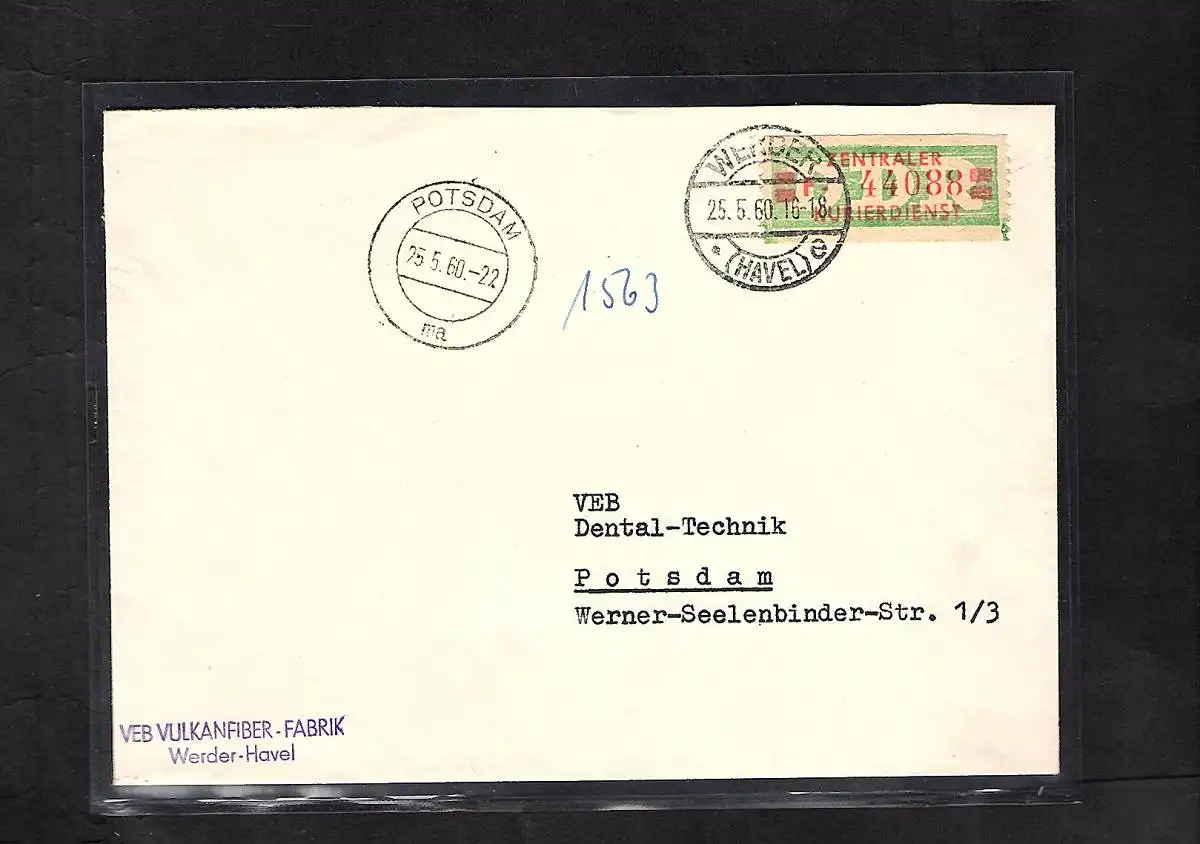 WERDER
25.5.60.16-18
(HAVEL)
ZENTRALER
44088
KURIERDIENST
POTSDAM
25.5.60.-22
ma
1563
VEB
Dental-Technik
Potsdam
Werner-Seelenbinder-Str. 1/3
VEB VULKANFIBER-FABRIK
Werder-Havel